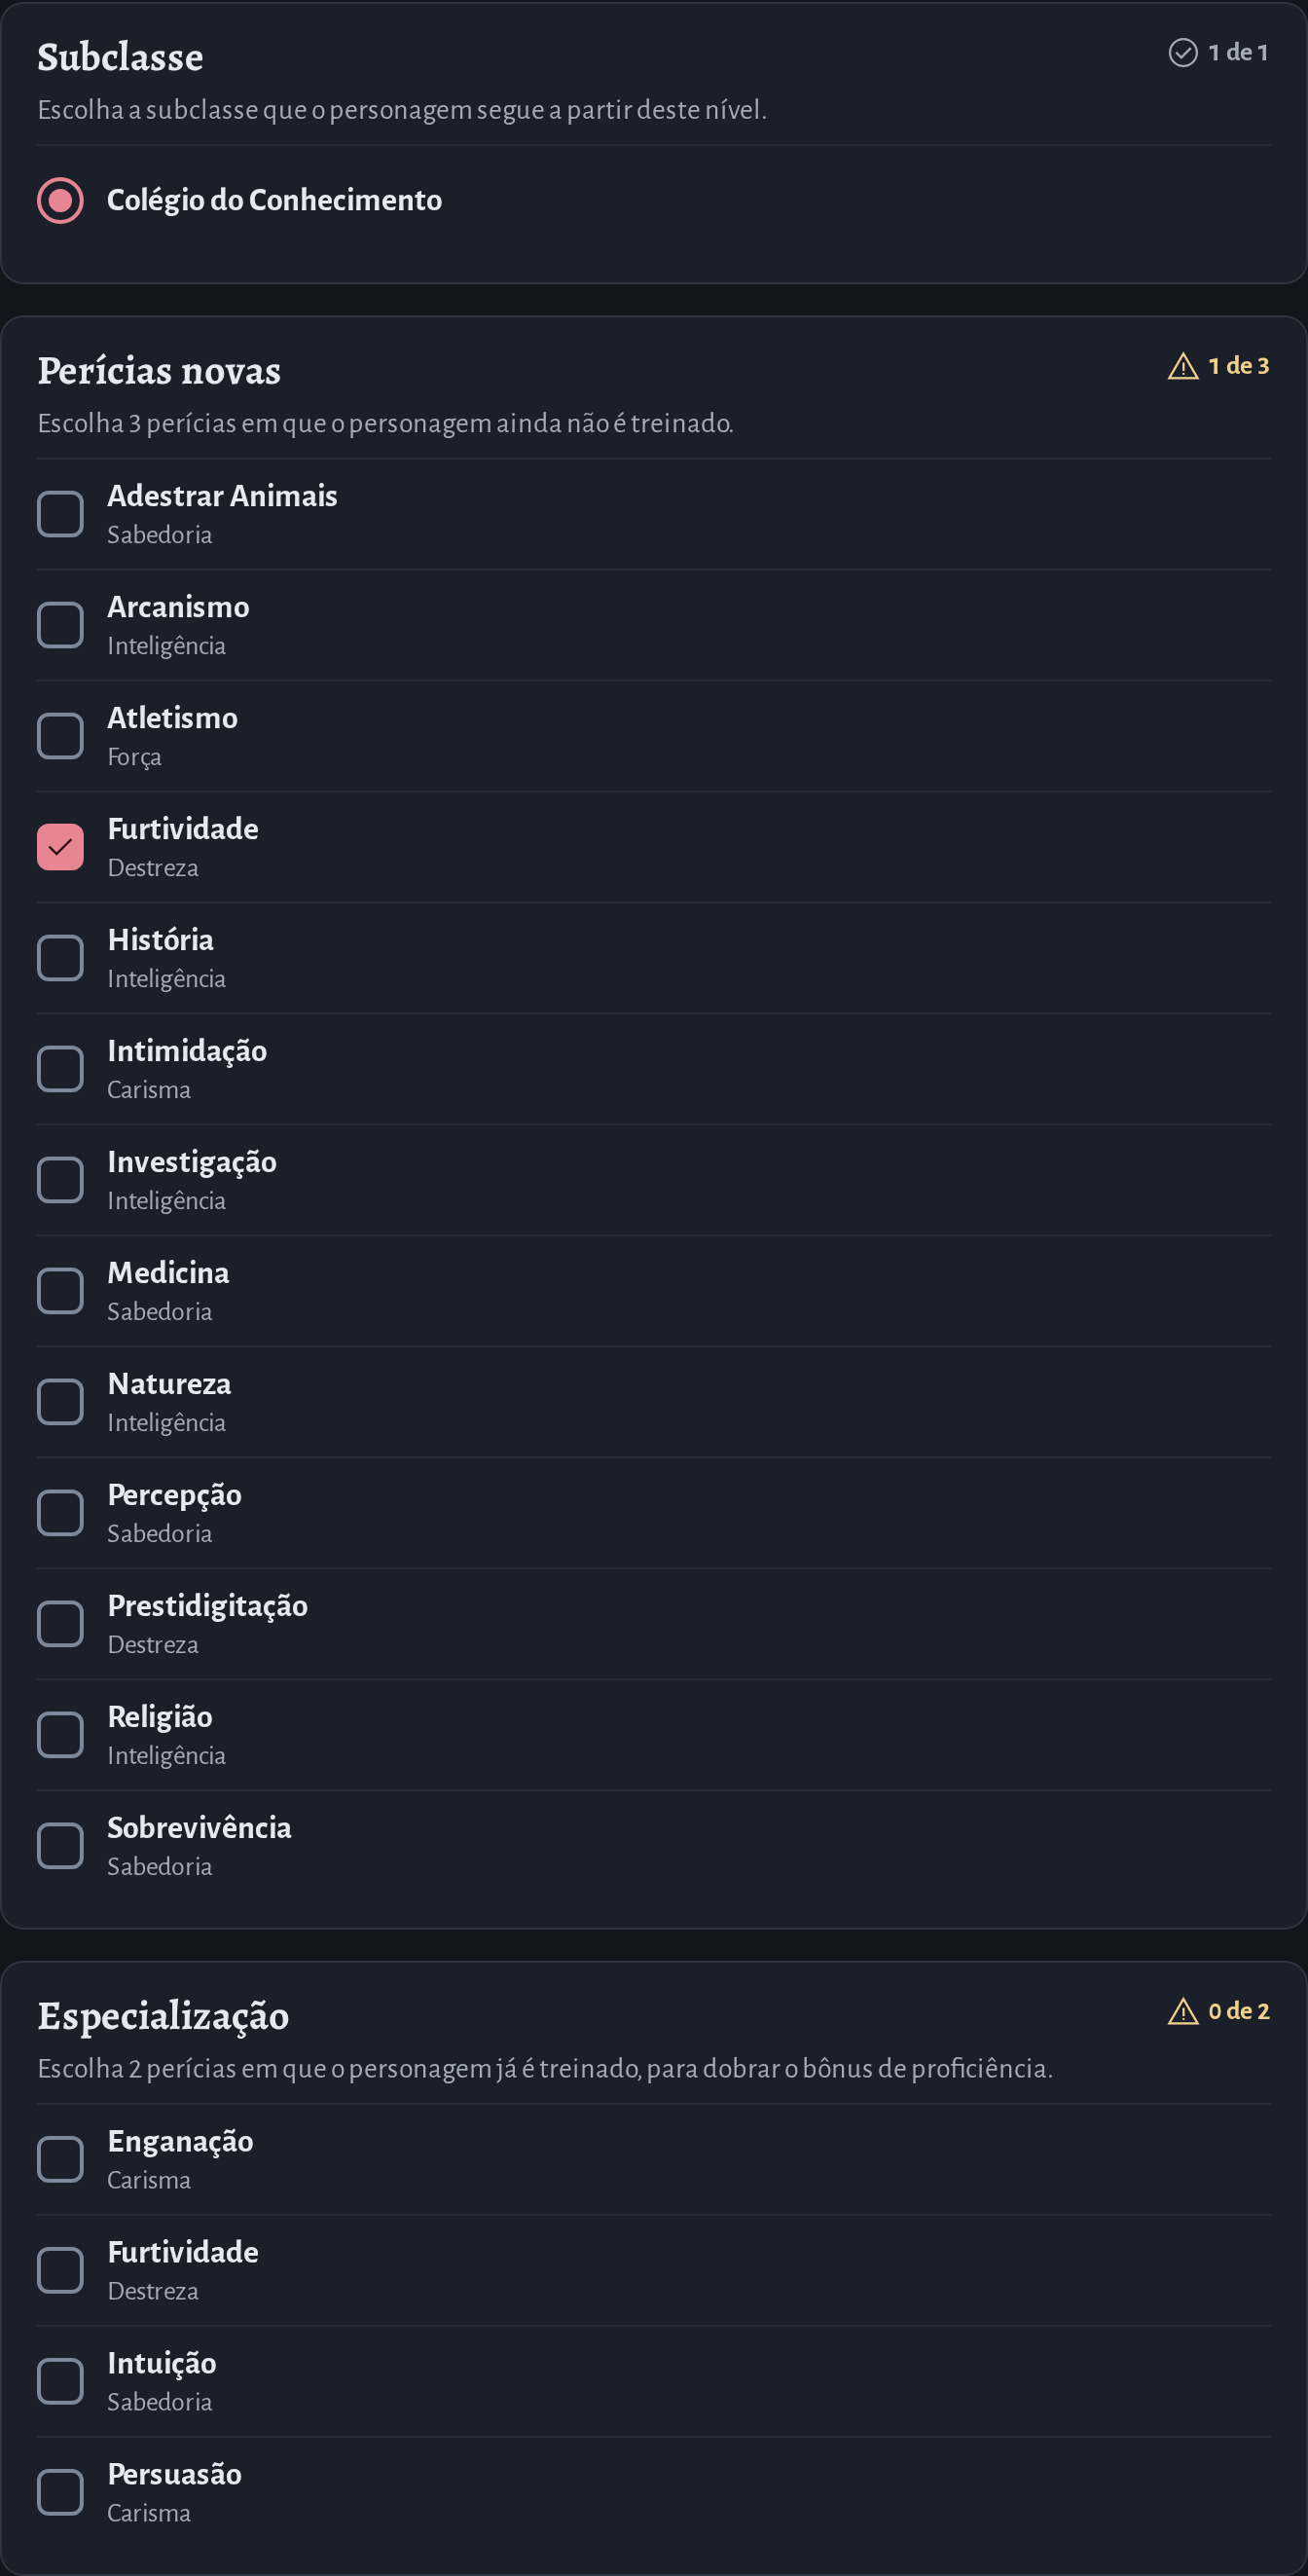 Subclasse
1 de 1
Escolha a subclasse que o personagem segue a partir deste nível.
Colégio do Conhecimento
Perícias novas
1 de 3
Escolha 3 perícias em que o personagem ainda não é treinado.
Adestrar Animais
Sabedoria
Arcanismo
Inteligência
Atletismo
Força
Furtividade
Destreza
História
Inteligência
Intimidação
Carisma
Investigação
Inteligência
Medicina
Sabedoria
Natureza
Inteligência
Percepção
Sabedoria
Prestidigitação
Destreza
Religião
Inteligência
Sobrevivência
Sabedoria
Especialização
0 de 2
Escolha 2 perícias em que o personagem já é treinado, para dobrar o bônus de proficiência.
Enganação
Carisma
Furtividade
Destreza
Intuição
Sabedoria
Persuasão
Carisma